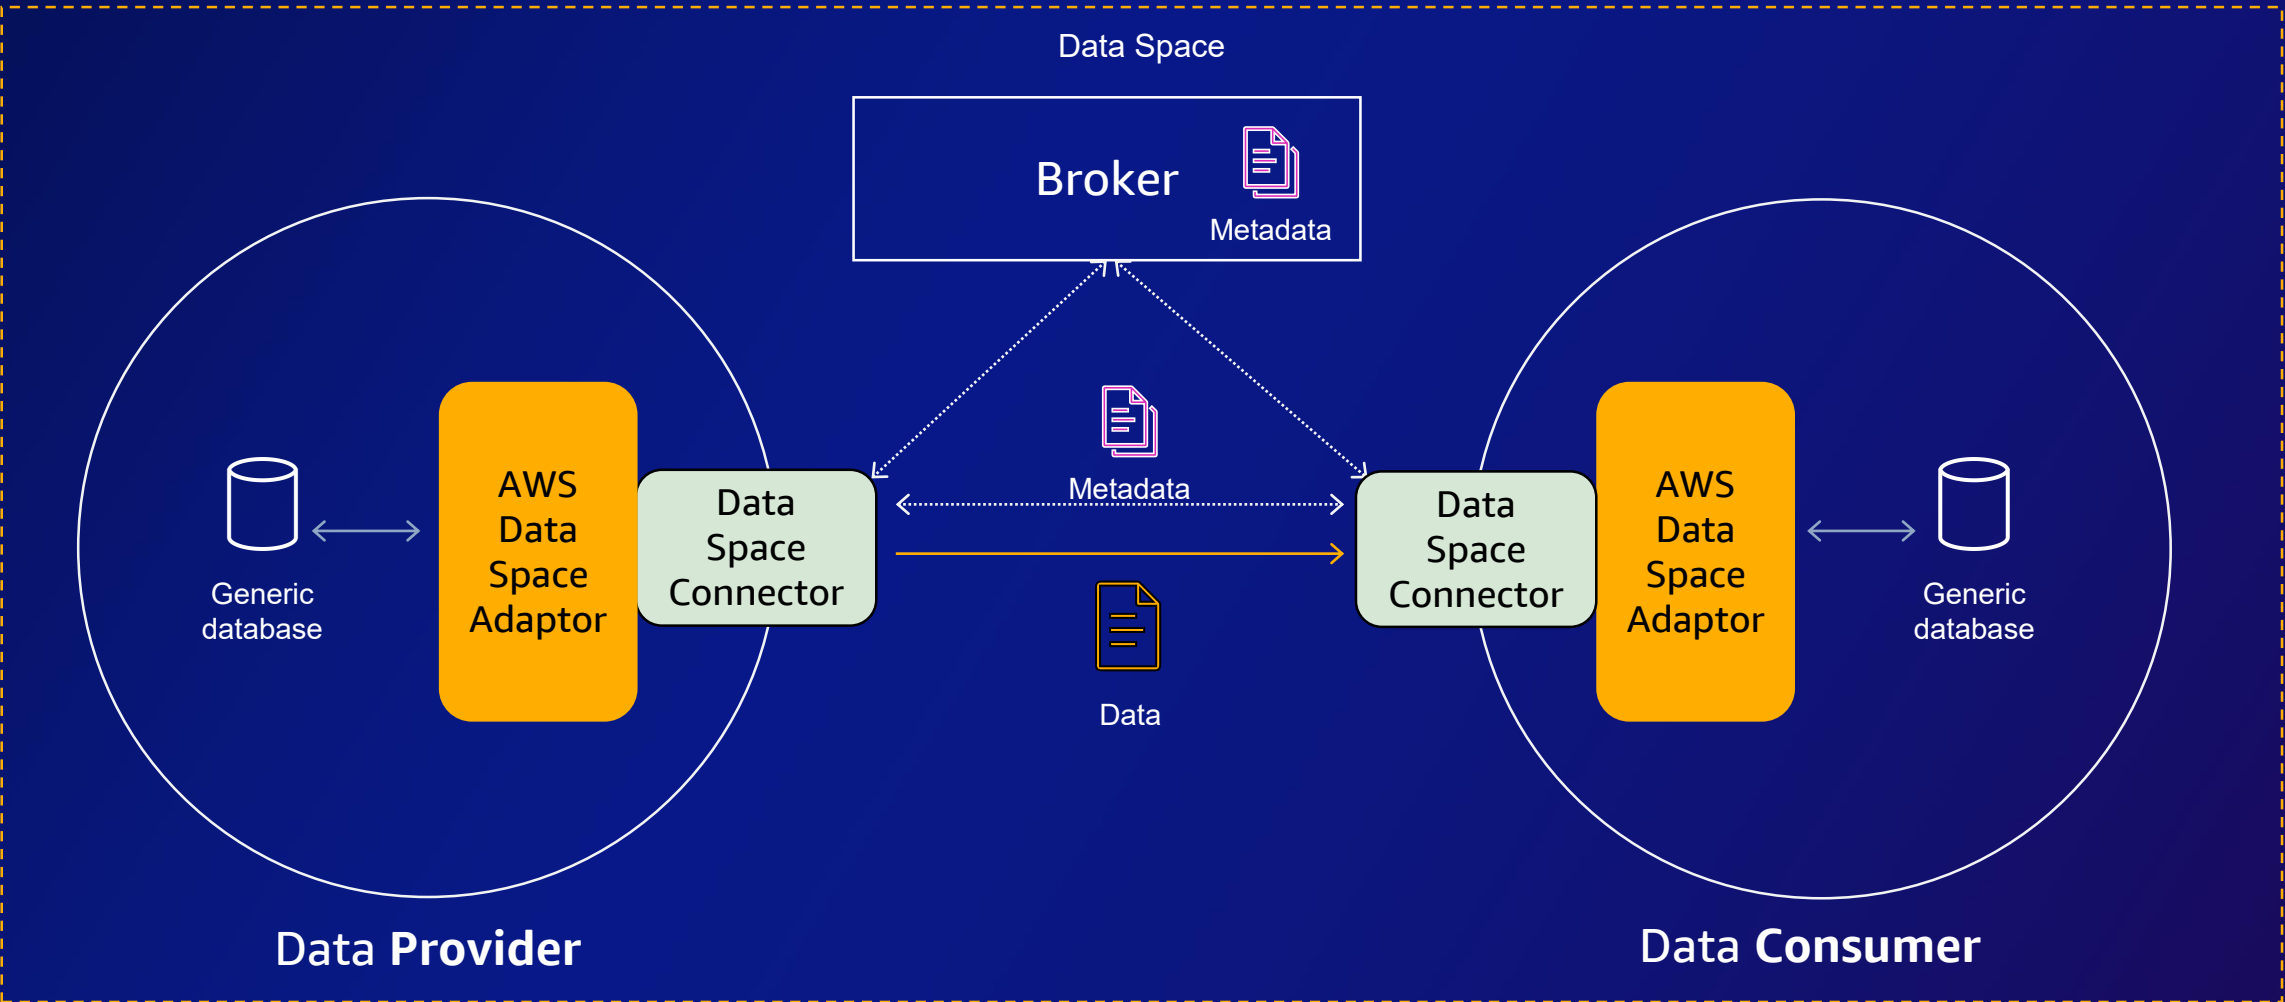 Data Space
Broker
Metadata
Metadata
Data
Generic
database
AWS
Data
Space
Adaptor
Data
Space
Connector
Data
Space
Connector
AWS
Data
Space
Adaptor
Generic
database
Data Provider
Data Consumer